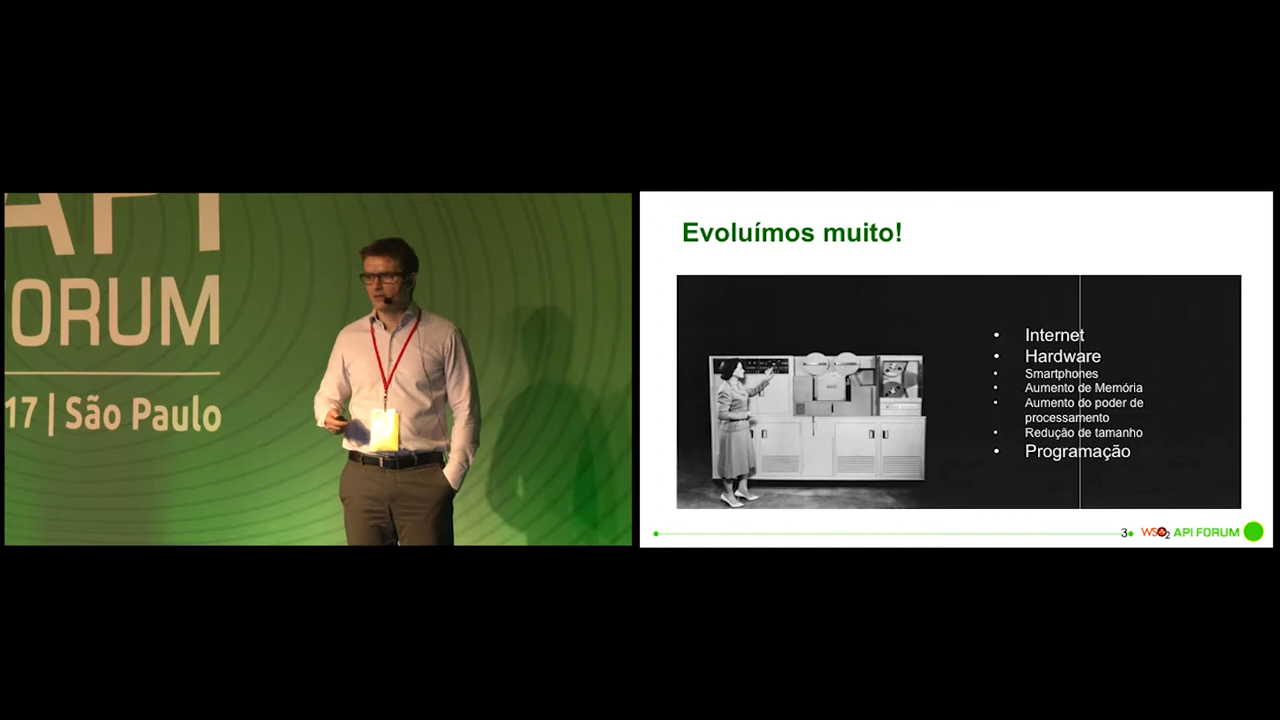 API
ORUM
17 | São Paulo
Evoluímos muito!
• Internet
• Hardware
• Smartphones
• Aumento de Memória
• Aumento do poder de
processamento
• Redução de tamanho
• Programação
3
WSO2 API FORUM